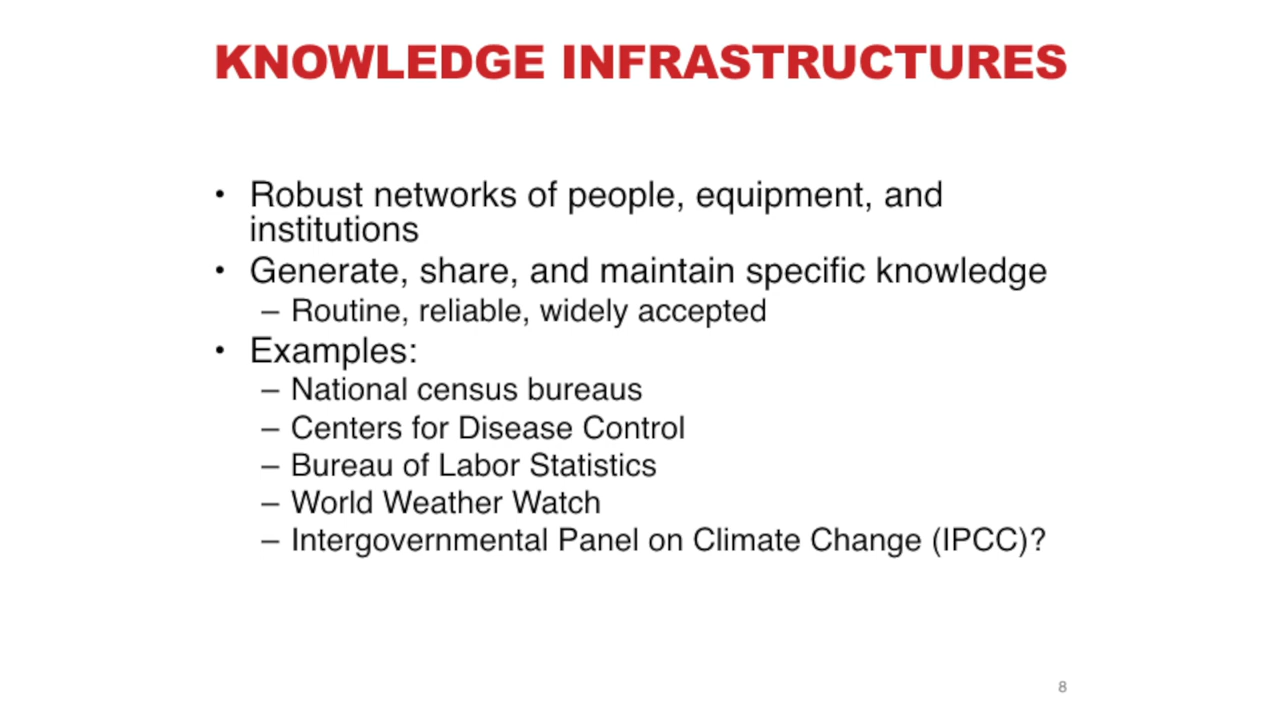 KNOWLEDGE INFRASTRUCTURES
• Robust networks of people, equipment, and
institutions
• Generate, share, and maintain specific knowledge
– Routine, reliable, widely accepted
• Examples:
– National census bureaus
– Centers for Disease Control
– Bureau of Labor Statistics
– World Weather Watch
– Intergovernmental Panel on Climate Change (IPCC)?
8